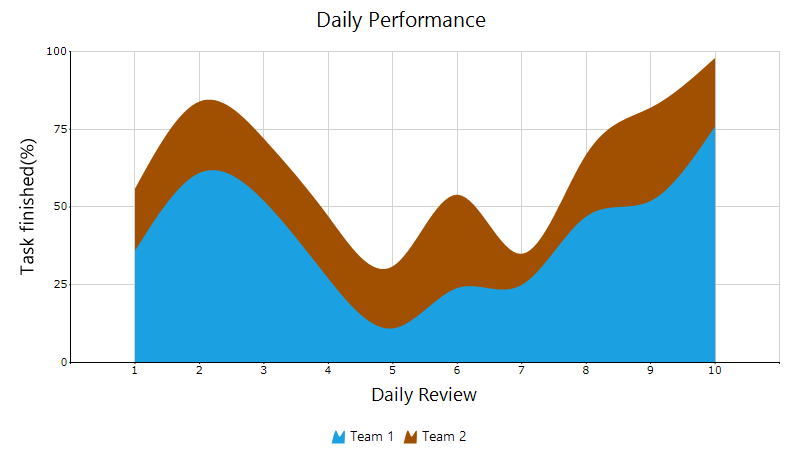 Daily Performance
100
75
50
25
0
Task finished(%)
1 2 3 4 5 6 7 8 9 10
Daily Review
Team 1 Team 2